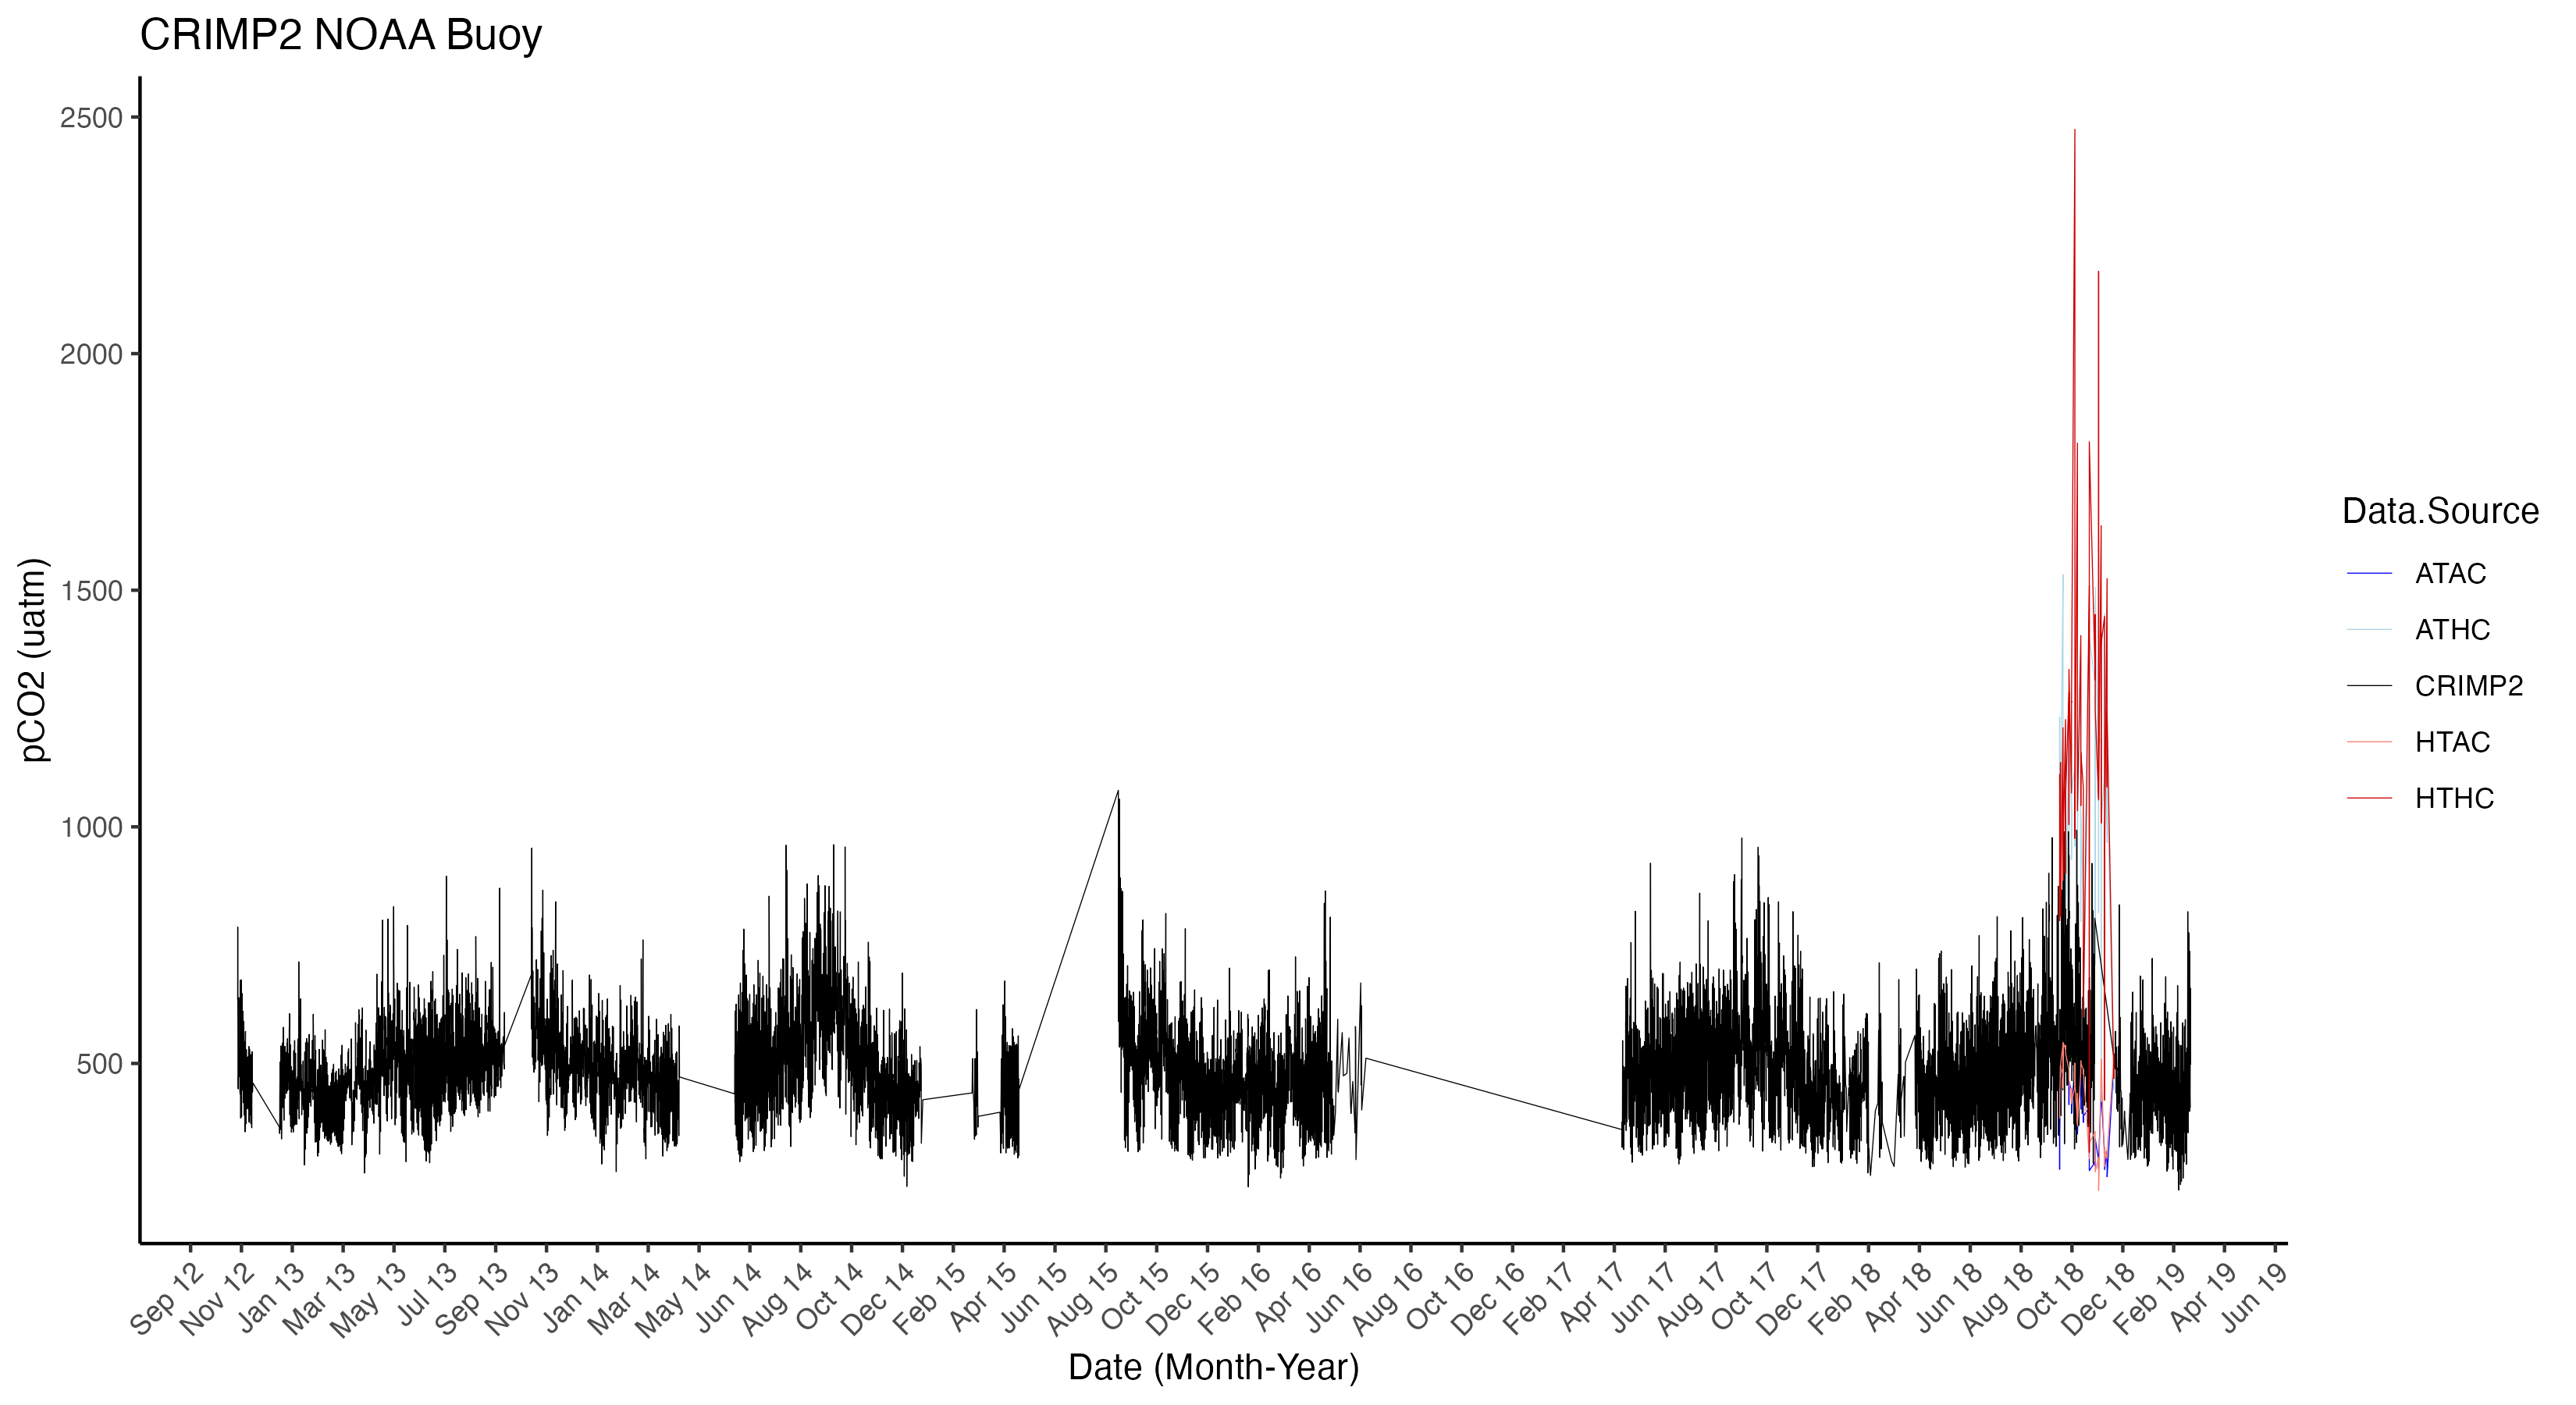 CRIMP2 NOAA Buoy
2500
2000
1500
1000
500
pCO2 (uatm)
Sep 12
Nov 12
Jan 13
Mar 13
May 13
Jul 13
Sep 13
Nov 13
Jan 14
Mar 14
May 14
Jun 14
Aug 14
Oct 14
Dec 14
Feb 15
Apr 15
Jun 15
Aug 15
Oct 15
Dec 15
Feb 16
Apr 16
Jun 16
Aug 16
Oct 16
Dec 16
Feb 17
Apr 17
Jun 17
Aug 17
Oct 17
Dec 17
Feb 18
Apr 18
Jun 18
Aug 18
Oct 18
Dec 18
Feb 19
Apr 19
Jun 19
Date (Month-Year)
Data.Source
ATAC
ATHC
CRIMP2
HTAC
HTHC